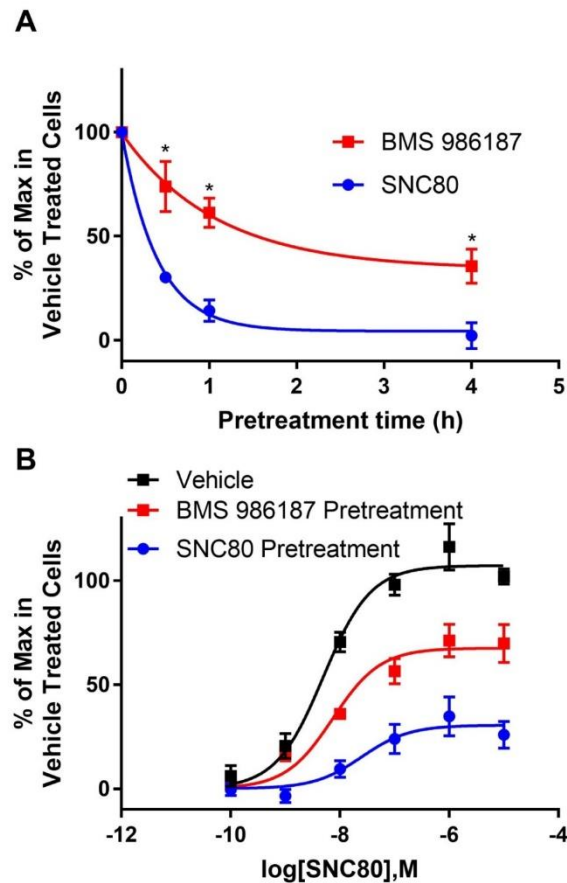 A
% of Max in
Vehicle Treated Cells
100
50
0
* * *
BMS 986187
SNC80
0 1 2 3 4 5
Pretreatment time (h)
B
Vehicle
BMS 986187 Pretreatment
SNC80 Pretreatment
% of Max in
Vehicle Treated Cells
100
50
0
-12 -10 -8 -6 -4
log[SNC80],M